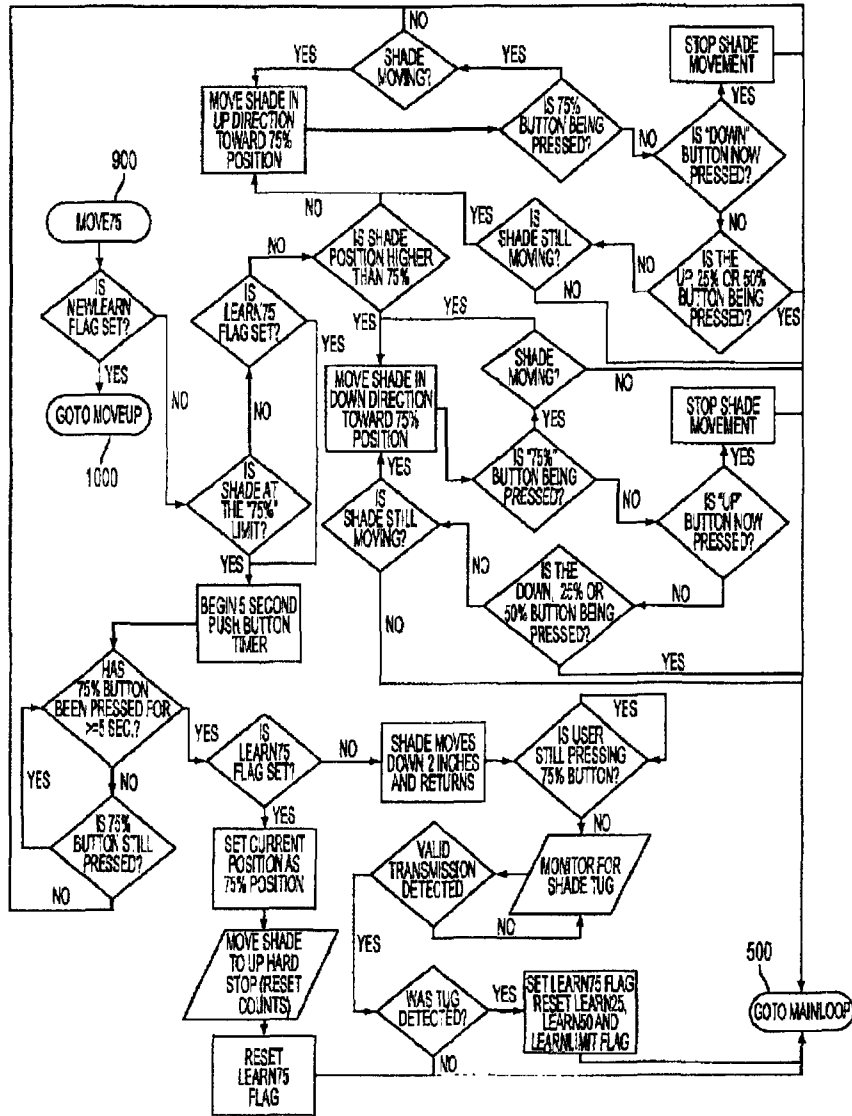 NO
YES
SHADE
MOVING?
YES
STOP SHADE
MOVEMENT
MOVE SHADE IN
UP DIRECTION
TOWARD 75%
POSITION
IS 75%
BUTTON BEING
PRESSED?
NO
YES
IS "DOWN"
BUTTON NOW
PRESSED?
900
MOVE75
NO
YES
NO
NO
IS SHADE
POSITION HIGHER
THAN 75%
IS
SHADE STILL
MOVING?
NO
IS THE
UP, 25% OR 50%
BUTTON BEING
PRESSED?
IS
NEWLEARN
FLAG SET?
IS
LEARN75
FLAG SET?
NO
YES
YES
YES
YES
YES
NO
SHADE
MOVING?
NO
GOTO MOVEUP
1000
NO
MOVE SHADE IN
DOWN DIRECTION
TOWARD 75%
POSITION
YES
STOP SHADE
MOVEMENT
IS
SHADE AT
THE "75%"
LIMIT?
YES
IS "75%"
BUTTON BEING
PRESSED?
YES
NO
IS
SHADE STILL
MOVING?
IS "UP"
BUTTON NOW
PRESSED?
YES
NO
IS THE
DOWN, 25% OR
50% BUTTON BEING
PRESSED?
NO
BEGIN 5 SECOND
PUSH BUTTON
TIMER
NO
YES
HAS
75% BUTTON
BEEN PRESSED FOR
>=5 SEC.?
YES
IS
LEARN75
FLAG SET?
NO
SHADE MOVES
DOWN 2 INCHES
AND RETURNS
YES
IS USER
STILL PRESSING
75% BUTTON?
YES
NO
YES
NO
IS 75%
BUTTON STILL
PRESSED?
SET CURRENT
POSITION AS
75% POSITION
VALID
TRANSMISSION
DETECTED
MONITOR FOR
SHADE TUG
NO
NO
YES
MOVE SHADE
TO UP HARD
STOP (RESET
COUNTS)
WAS TUG
DETECTED?
YES
SET LEARN75 FLAG
RESET LEARN25,
LEARN50 AND
LEARNLIMIT FLAG
500
GOTO MAINLOOP
RESET
LEARN75
FLAG
NO